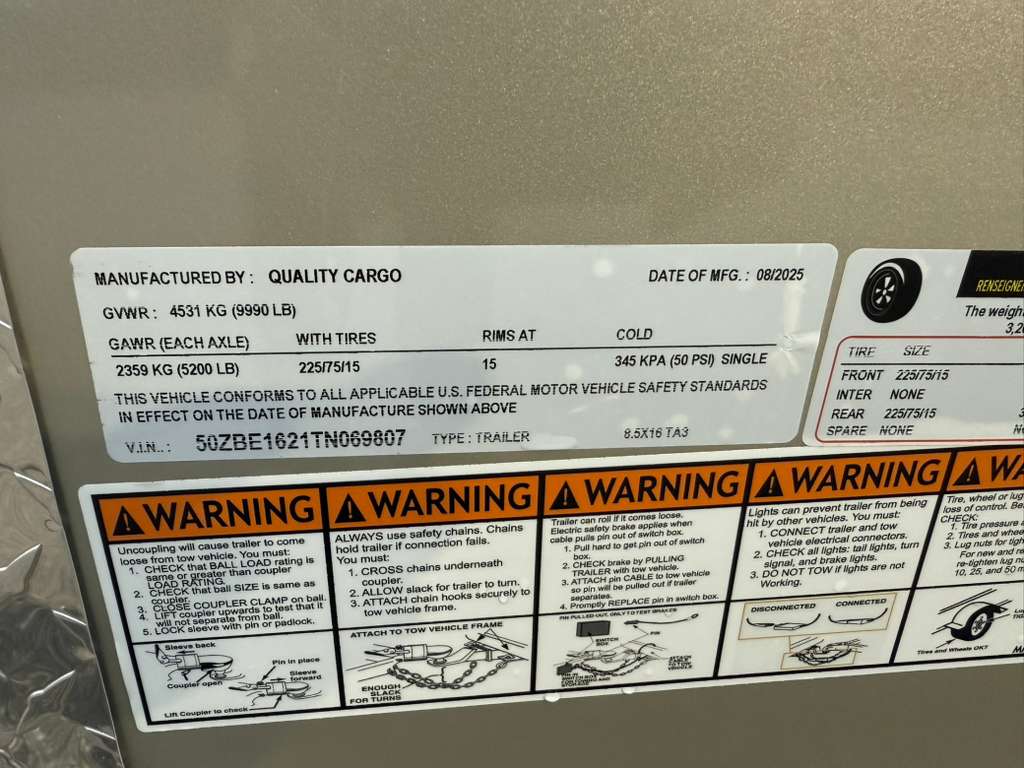 MANUFACTURED BY : QUALITY CARGO DATE OF MFG. : 08/2025
GVWR : 4531 KG (9990 LB)
GAWR (EACH AXLE) WITH TIRES RIMS AT COLD
2359 KG (5200 LB) 225/75/15 15 345 KPA (50 PSI) SINGLE
THIS VEHICLE CONFORMS TO ALL APPLICABLE U.S. FEDERAL MOTOR VEHICLE SAFETY STANDARDS
IN EFFECT ON THE DATE OF MANUFACTURE SHOWN ABOVE
V.I.N.. : 50ZBE1621TN069807 TYPE : TRAILER 8.5X16 TA3
The weight
TIRE SIZE
FRONT 225/75/15
INTER NONE
REAR 225/75/15
SPARE NONE
WARNING
Uncoupling will cause trailer to come
loose from tow vehicle. You must:
1. CHECK that BALL LOAD rating is
same or greater than coupler
LOAD RATING.
2. CHECK that ball SIZE is same as
coupler.
3. CLOSE COUPLER CLAMP on ball.
4. LIFT coupler upwards to test that it
will not separate from ball.
5. LOCK sleeve with pin or padlock.
Sleeve back
Coupler open
Pin in place
Sleeve
forward
Lift Coupler to check
WARNING
ALWAYS use safety chains. Chains
hold trailer if connection fails.
You must:
1. CROSS chains underneath
coupler.
2. ALLOW slack for trailer to turn.
3. ATTACH chain hooks securely to
tow vehicle frame.
ATTACH TO TOW VEHICLE FRAME
ENOUGH
SLACK
FOR TURNS
WARNING
Trailer can roll if it comes loose.
Electric safety brake applies when
cable pulls pin out of switch box.
1. Pull hard to get pin out of switch
box.
2. CHECK brake by PULLING
TRAILER with tow vehicle.
3. ATTACH pin CABLE to tow vehicle
so pin will be pulled out if trailer
separates.
4. Promptly REPLACE pin in switch box.
PIN PULLED OUT, ONLY TO TEST BRAKES
SWITCH
BOX
PIN
ATTACH
TO TOW
VEHICLE
WARNING
Lights can prevent trailer from being
hit by other vehicles. You must:
1. CONNECT trailer and tow
vehicle electrical connectors.
2. CHECK all lights: tail lights, turn
signal, and brake lights.
3. DO NOT TOW if lights are not
Working.
DISCONNECTED CONNECTED
Tire, wheel or lug
loss of control.
CHECK:
1. Tire pressure
2. Tires and
3. Lug nuts for
For new and
re-tighten lug
10, 25, and 50
Tires and Wheels OK?